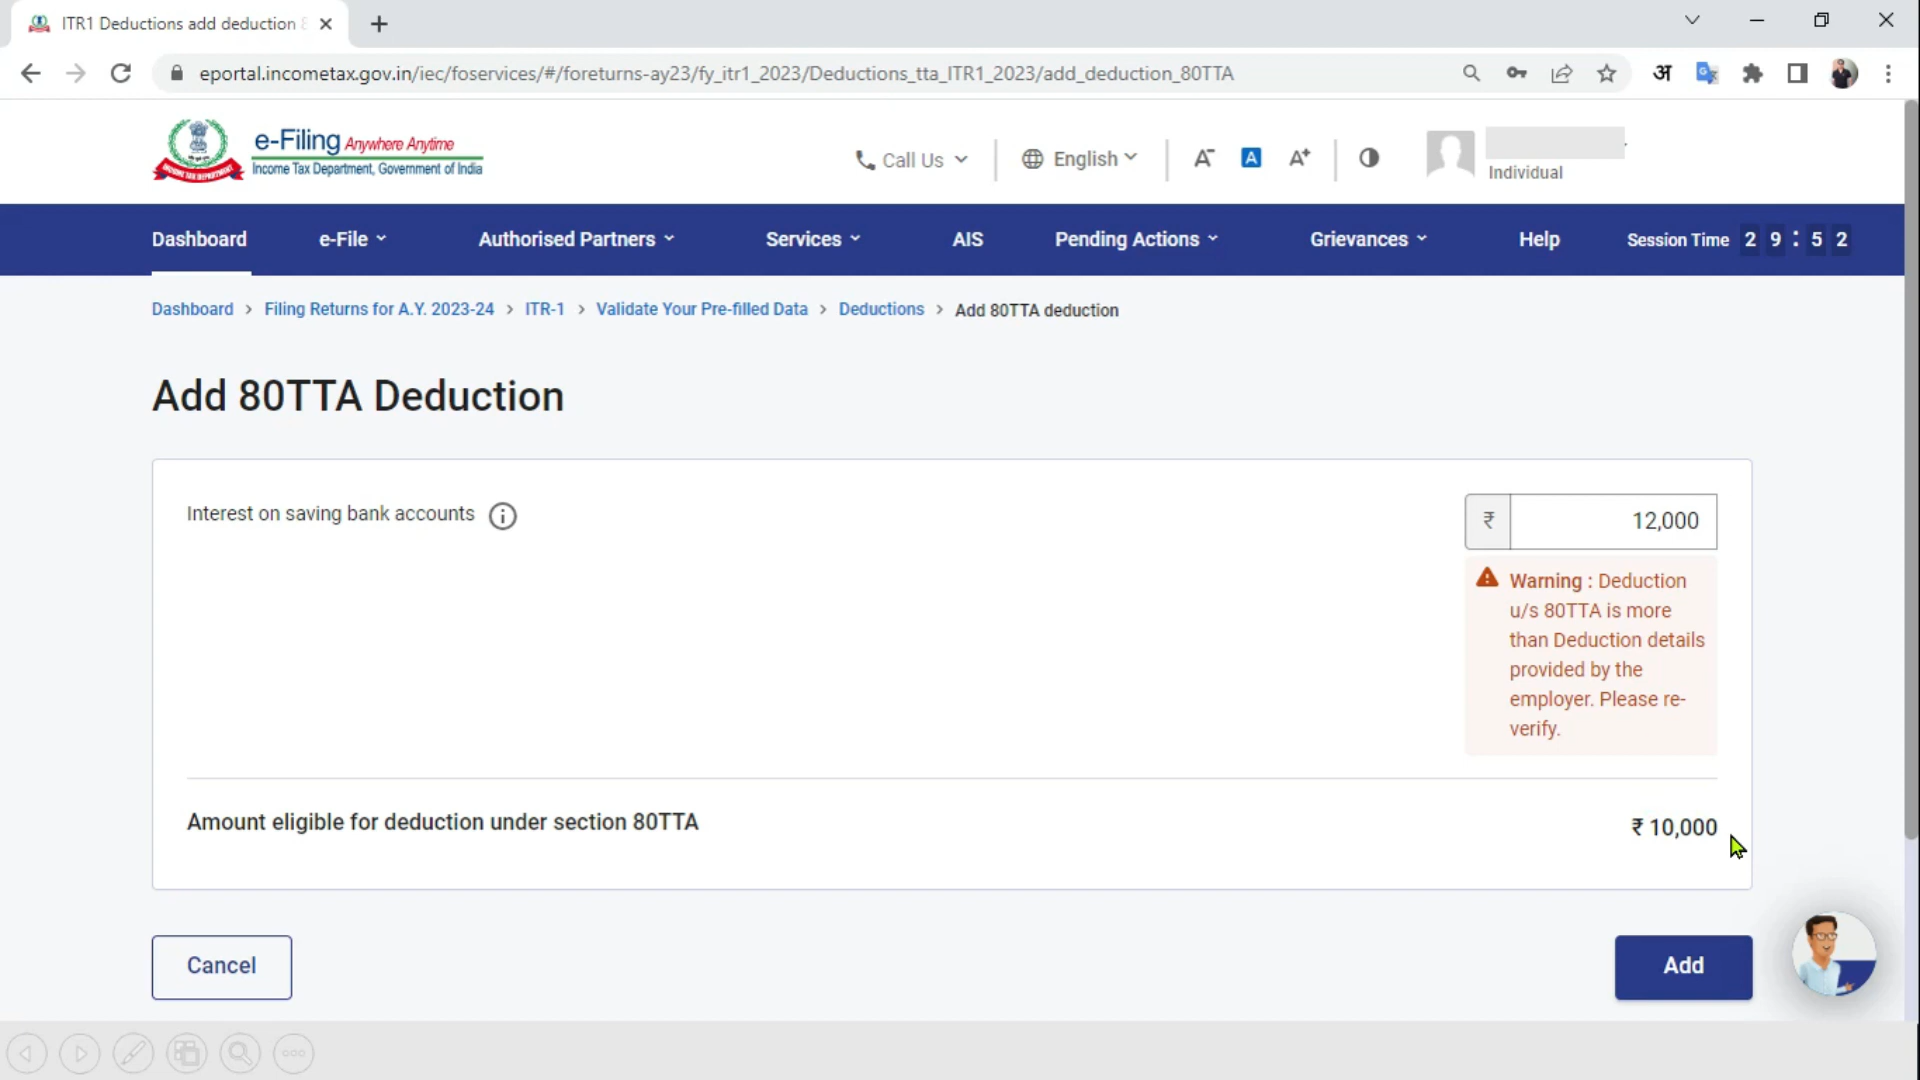 ITR1 Deductions add deduction 8
eportal.incometax.gov.in/iec/foservices/#/foreturns-ay23/fy_itr1_2023/Deductions_tta_ITR1_2023/add_deduction_80TTA
अ
e-Filing Anywhere Anytime
Income Tax Department, Government of India
Call Us
English
A-
A
A+
Individual
Dashboard
e-File
Authorised Partners
Services
AIS
Pending Actions
Grievances
Help
Session Time 2 9 : 5 2
Dashboard > Filing Returns for A.Y. 2023-24 > ITR-1 > Validate Your Pre-filled Data > Deductions > Add 80TTA deduction
Add 80TTA Deduction
Interest on saving bank accounts
₹ 12,000
Warning : Deduction
u/s 80TTA is more
than Deduction details
provided by the
employer. Please re-
verify.
Amount eligible for deduction under section 80TTA
₹ 10,000
Cancel
Add